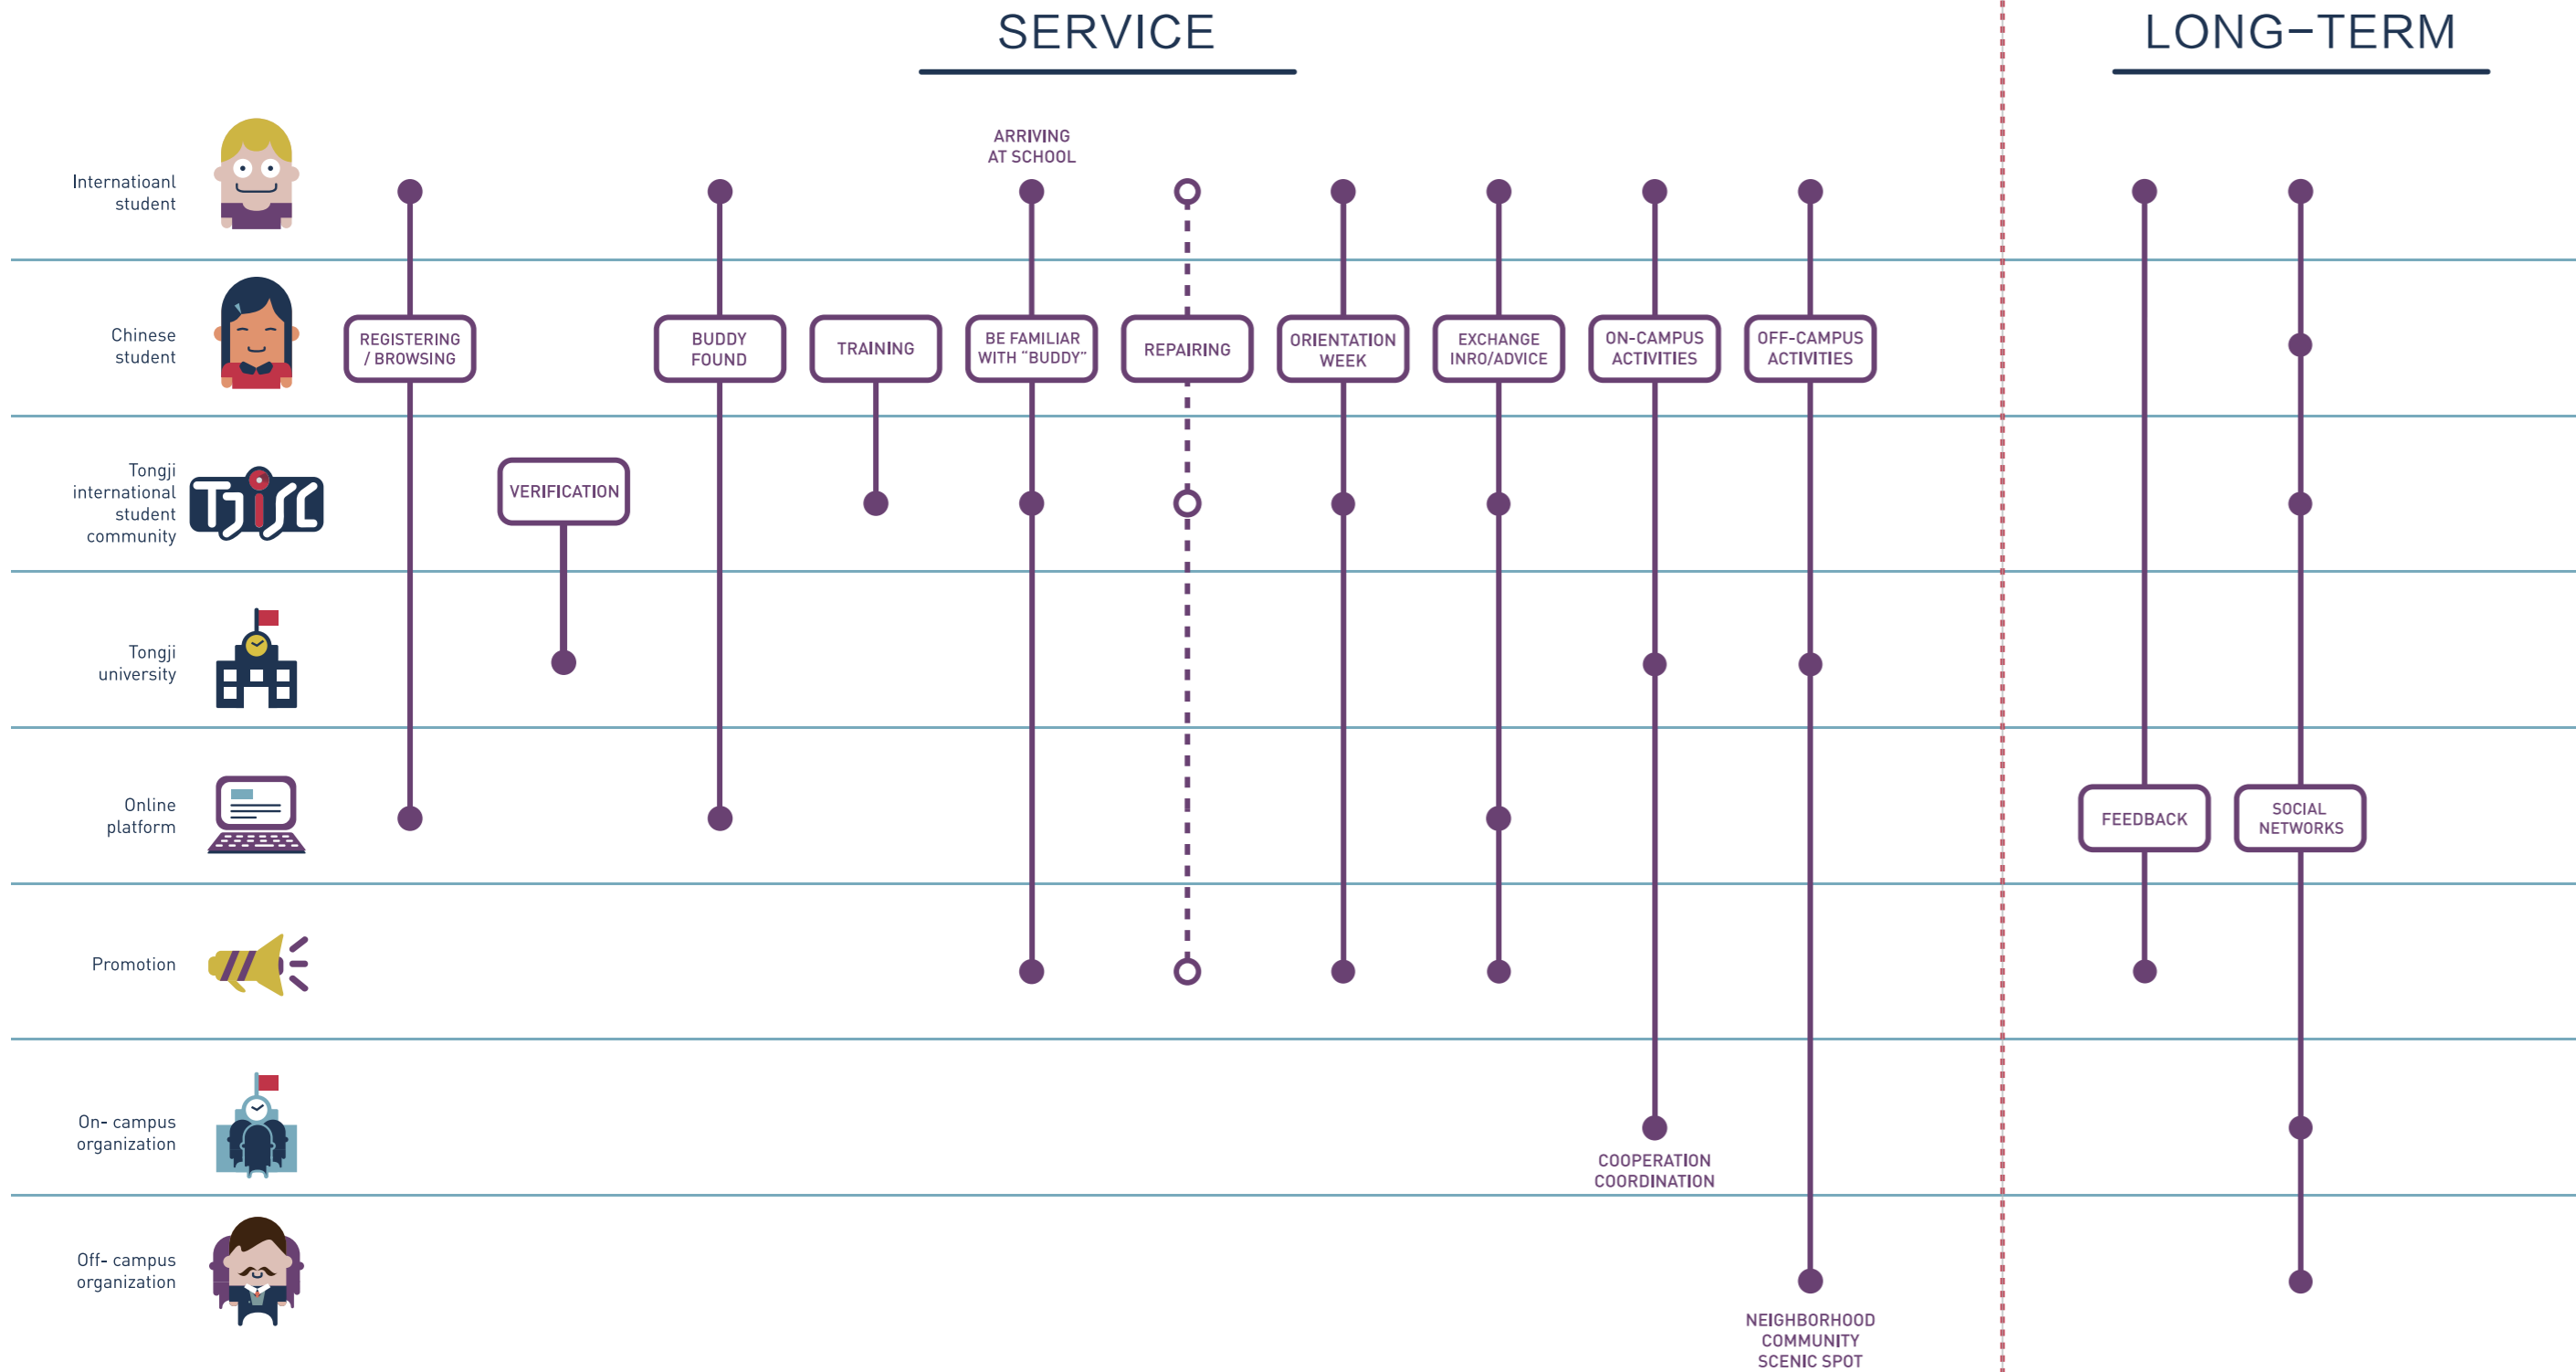 SERVICE
LONG-TERM
ARRIVING
AT SCHOOL
Internatioanl
student
Chinese
student
REGISTERING
/ BROWSING
BUDDY
FOUND
TRAINING
BE FAMILIAR
WITH "BUDDY"
REPAIRING
ORIENTATION
WEEK
EXCHANGE
INRO/ADVICE
ON-CAMPUS
ACTIVITIES
OFF-CAMPUS
ACTIVITIES
Tongji
international
student
community
TJISC
VERIFICATION
Tongji
university
Online
platform
FEEDBACK
SOCIAL
NETWORKS
Promotion
On- campus
organization
COOPERATION
COORDINATION
Off- campus
organization
NEIGHBORHOOD
COMMUNITY
SCENIC SPOT